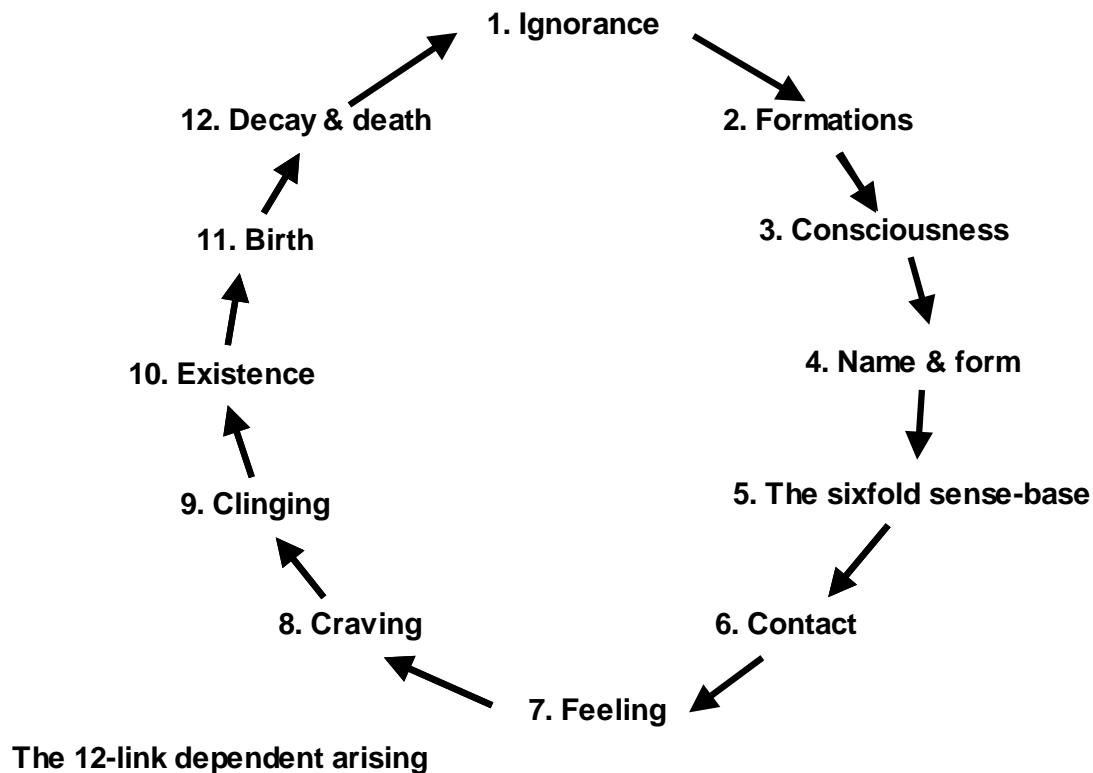 1. Ignorance
2. Formations
3. Consciousness
4. Name & form
5. The sixfold sense-base
6. Contact
7. Feeling
8. Craving
9. Clinging
10. Existence
11. Birth
12. Decay & death
The 12-link dependent arising